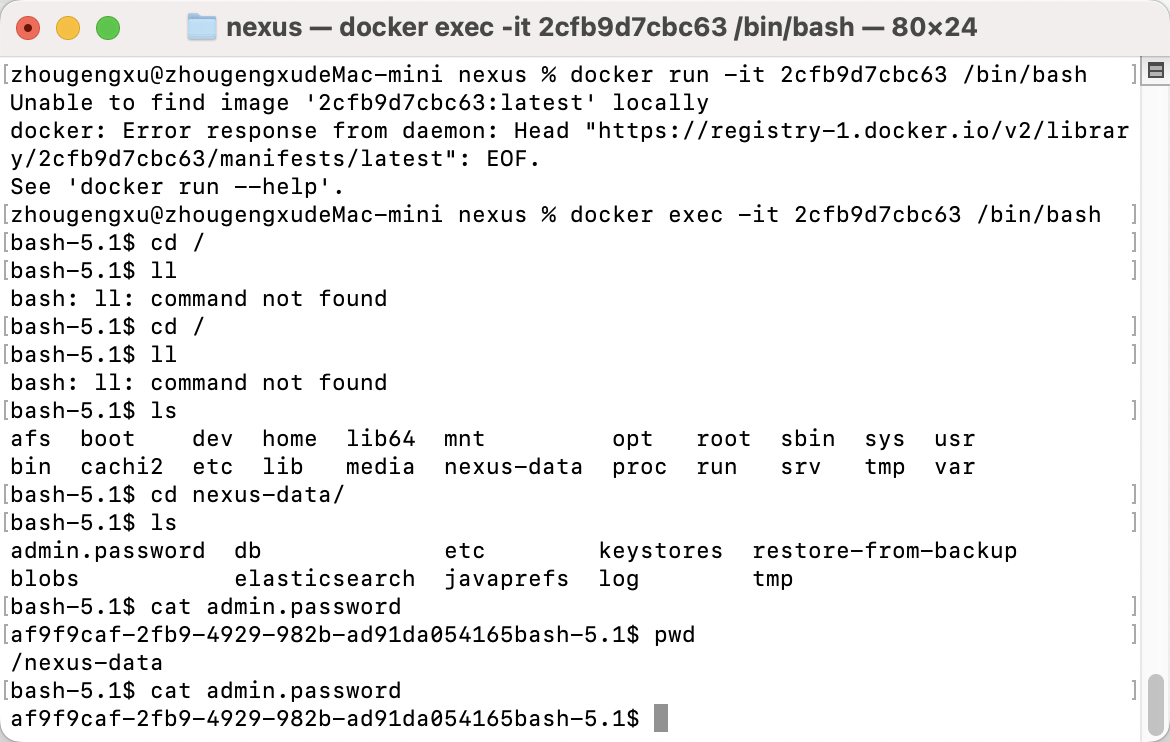 nexus — docker exec -it 2cfb9d7cbc63 /bin/bash — 80×24
[zhougengxu@zhougengxudeMac-mini nexus % docker run -it 2cfb9d7cbc63 /bin/bash ]
Unable to find image '2cfb9d7cbc63:latest' locally
docker: Error response from daemon: Head "https://registry-1.docker.io/v2/librar
y/2cfb9d7cbc63/manifests/latest": EOF.
See 'docker run --help'.
[zhougengxu@zhougengxudeMac-mini nexus % docker exec -it 2cfb9d7cbc63 /bin/bash ]
[bash-5.1$ cd / ]
[bash-5.1$ ll ]
bash: ll: command not found
[bash-5.1$ cd / ]
[bash-5.1$ ll ]
bash: ll: command not found
[bash-5.1$ ls ]
afs  boot    dev  home  lib64  mnt         opt   root  sbin  sys  usr
bin  cachi2  etc  lib   media  nexus-data  proc  run   srv   tmp  var
[bash-5.1$ cd nexus-data/ ]
[bash-5.1$ ls ]
admin.password  db             etc        keystores  restore-from-backup
blobs           elasticsearch  javaprefs  log        tmp
[bash-5.1$ cat admin.password ]
[af9f9caf-2fb9-4929-982b-ad91da054165bash-5.1$ pwd ]
/nexus-data
[bash-5.1$ cat admin.password ]
af9f9caf-2fb9-4929-982b-ad91da054165bash-5.1$